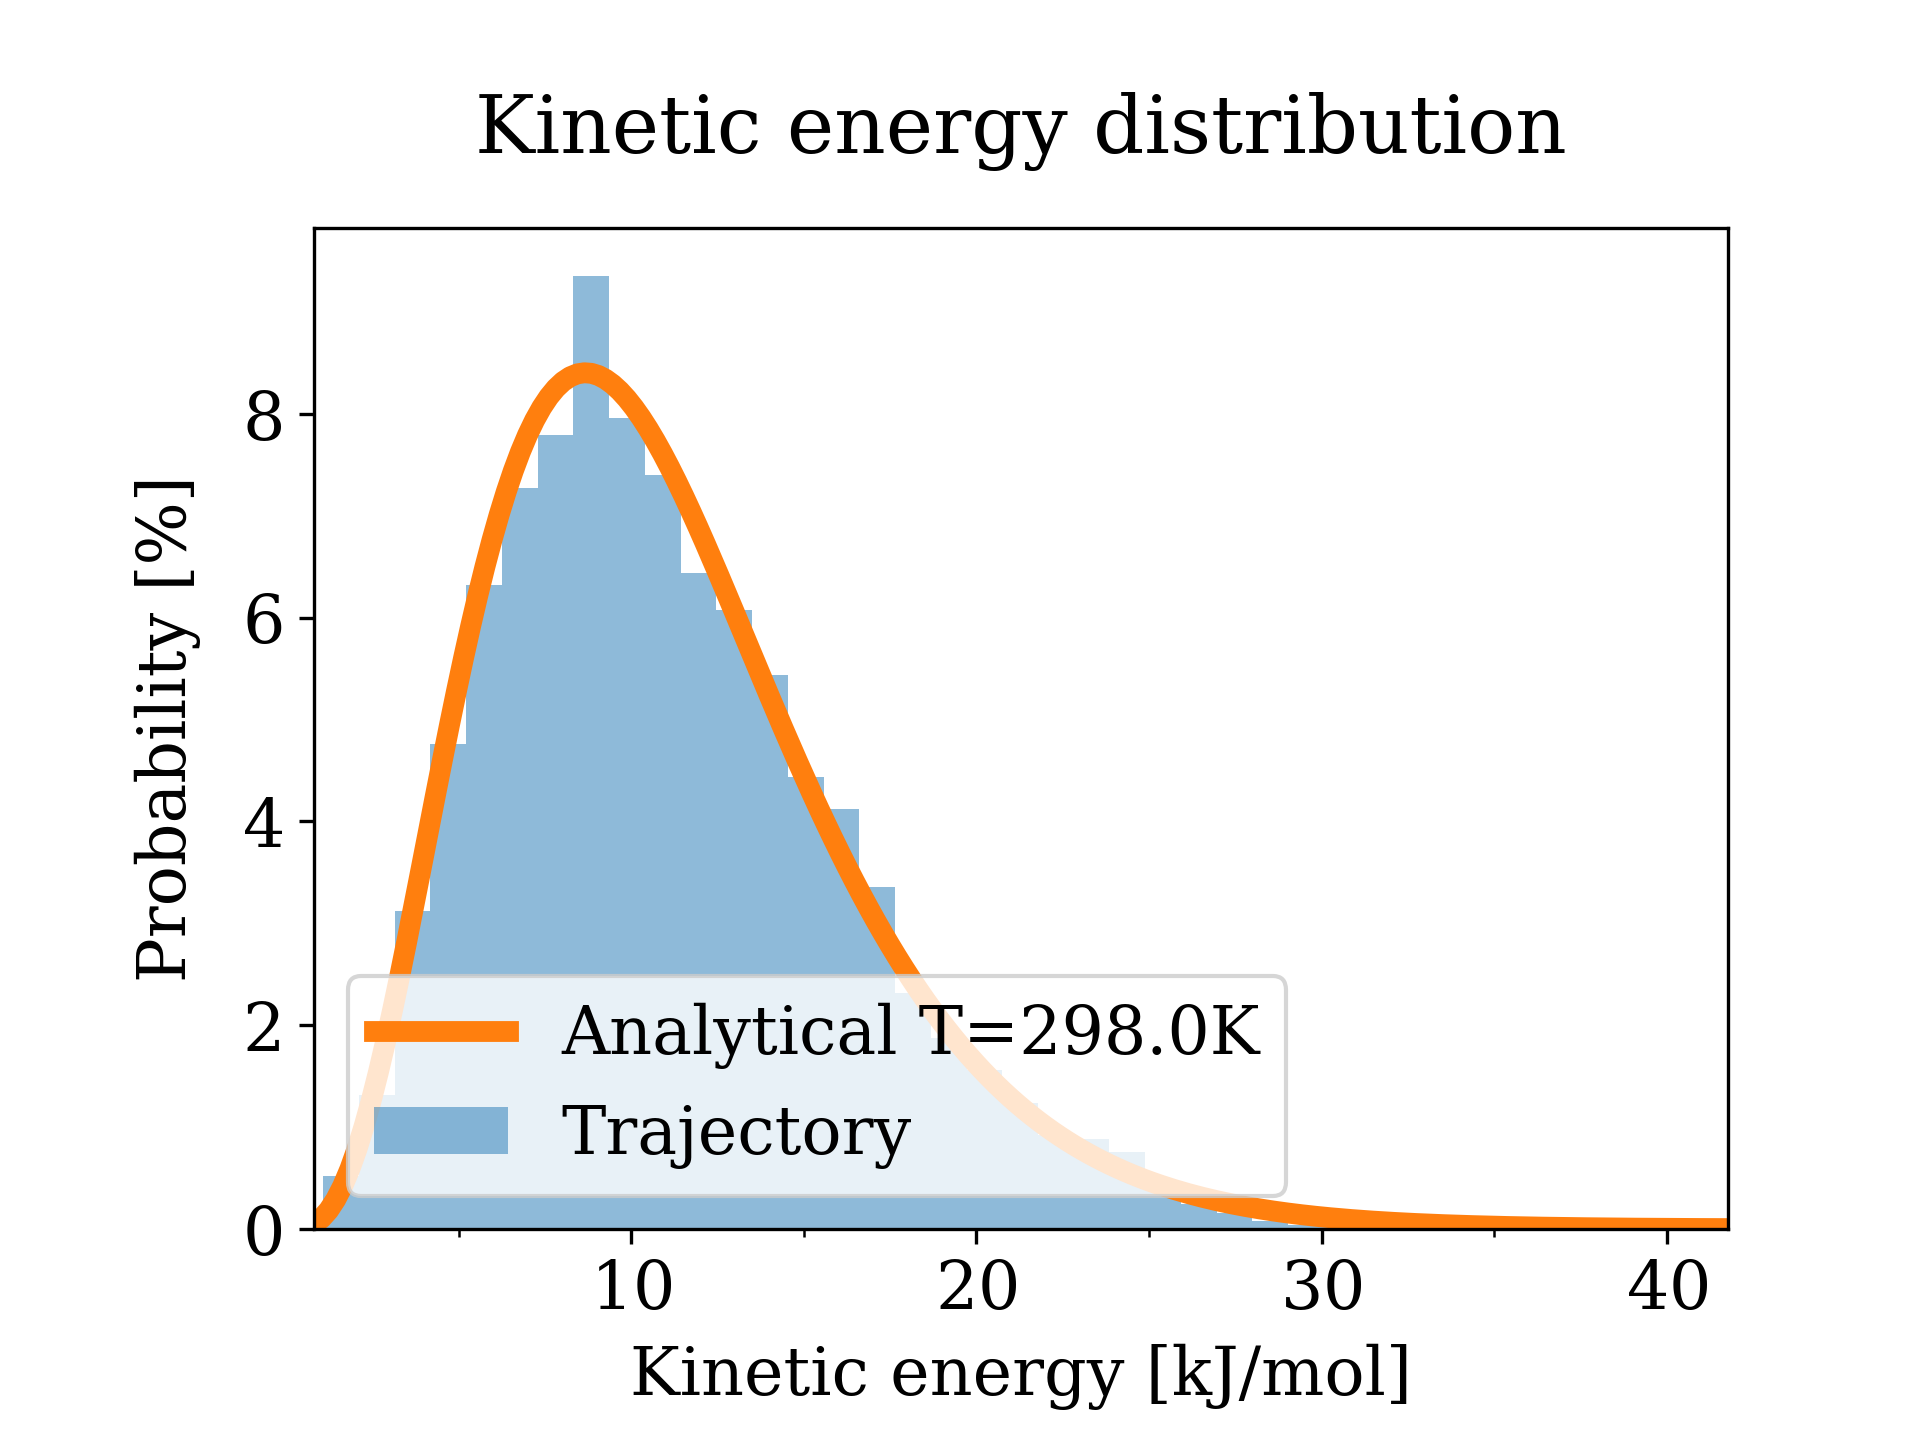 Kinetic energy distribution
Probability [%]
8
6
4
2
0
Analytical T=298.0K
Trajectory
10 20 30 40
Kinetic energy [kJ/mol]